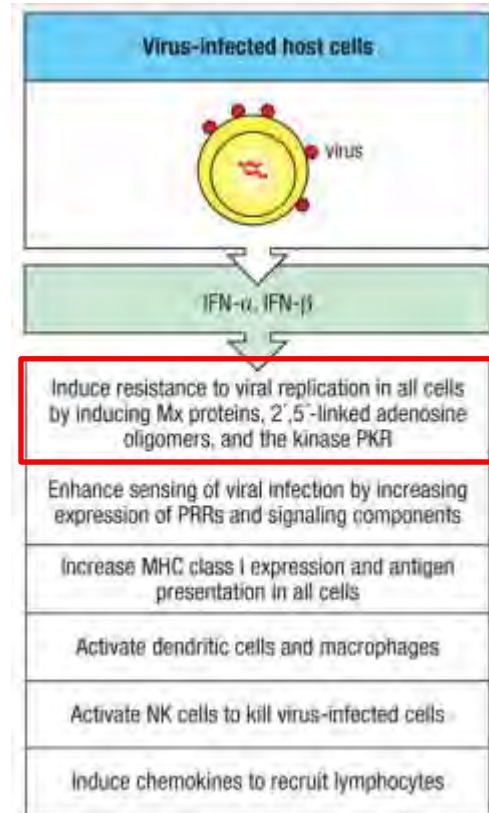 Virus-infected host cells
virus
IFN-α, IFN-β
Induce resistance to viral replication in all cells
by inducing Mx proteins, 2´,5´-linked adenosine
oligomers, and the kinase PKR
Enhance sensing of viral infection by increasing
expression of PRRs and signaling components
Increase MHC class I expression and antigen
presentation in all cells
Activate dendritic cells and macrophages
Activate NK cells to kill virus-infected cells
Induce chemokines to recruit lymphocytes